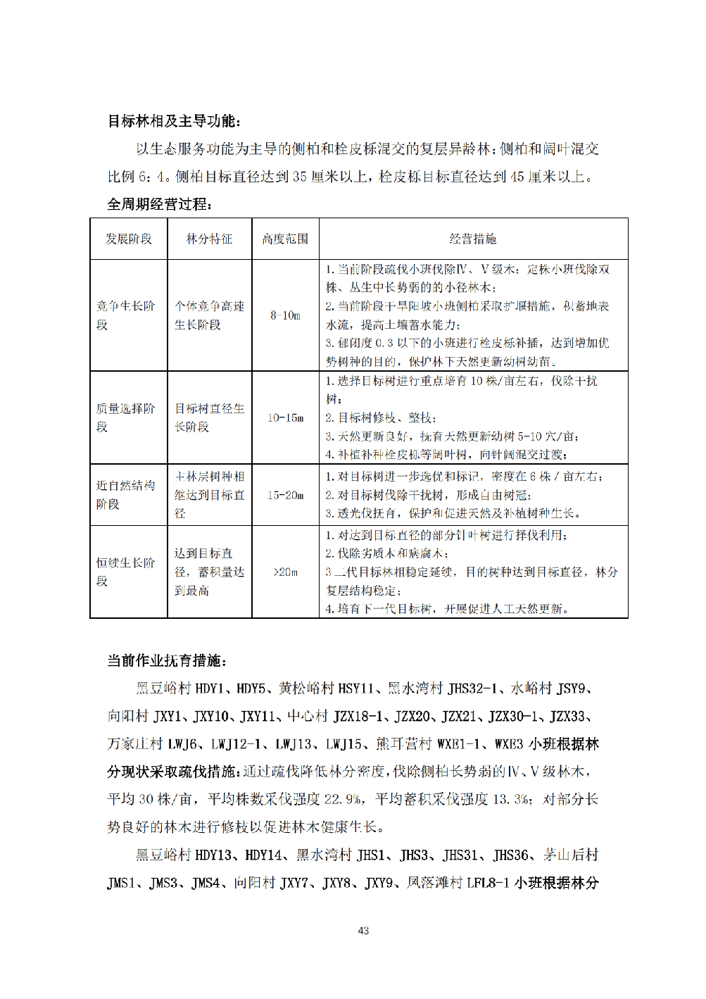 目标林相及主导功能：
以生态服务功能为主导的侧柏和栓皮栎混交的复层异龄林；侧柏和阔叶混交
比例 6：4。侧柏目标直径达到 35 厘米以上，栓皮栎目标直径达到 45 厘米以上。
全周期经营过程：
发展阶段 林分特征 高度范围 经营措施
竞争生长阶
段
个体竞争高速
生长阶段
8-10m
1.当前阶段疏伐小班伐除Ⅳ、Ⅴ级木；定株小班伐除双
株、丛生中长势弱的的小径林木；
2.当前阶段干旱阳坡小班侧柏采取扩堰措施，积蓄地表
水流，提高土壤蓄水能力；
3.郁闭度 0.3 以下的小班进行栓皮栎补播，达到增加优
势树种的目的，保护林下天然更新幼树幼苗。
质量选择阶
段
目标树直径生
长阶段
10-15m
1.选择目标树进行重点培育 10 株/亩左右，伐除干扰
树；
2.目标树修枝、整枝；
3.天然更新良好，抚育天然更新幼树 5-10 穴/亩；
4.补植补种栓皮栎等阔叶树，向针阔混交过渡；
近自然结构
阶段
主林层树种相
继达到目标直
径
15-20m
1.对目标树进一步选优和标记，密度在 6 株／亩左右；
2.对目标树伐除干扰树，形成自由树冠；
3.透光伐抚育，保护和促进天然及补植树种生长。
恒续生长阶
段
达到目标直
径，蓄积量达
到最高
>20m
1.对达到目标直径的部分针叶树进行择伐利用；
2.伐除劣质木和病腐木；
3 二代目标林相稳定延续，目的树种达到目标直径，林分
复层结构稳定；
4.培育下一代目标树，开展促进人工天然更新。
当前作业抚育措施：
黑豆峪村 HDY1、HDY5、黄松峪村 HSY11、黑水湾村 JHS32-1、水峪村 JSY9、
向阳村 JXY1、JXY10、JXY11、中心村 JZX18-1、JZX20、JZX21、JZX30-1、JZX33、
万家庄村 LWJ6、LWJ12-1、LWJ13、LWJ15、熊耳营村 WXE1-1、WXE3 小班根据林
分现状采取疏伐措施：通过疏伐降低林分密度，伐除侧柏长势弱的Ⅳ、Ⅴ级林木，
平均 30 株/亩，平均株数采伐强度 22.9%，平均蓄积采伐强度 13.3%；对部分长
势良好的林木进行修枝以促进林木健康生长。
黑豆峪村 HDY13、HDY14、黑水湾村 JHS1、JHS3、JHS31、JHS36、茅山后村
JMS1、JMS3、JMS4、向阳村 JXY7、JXY8、JXY9、凤落滩村 LFL8-1 小班根据林分
43